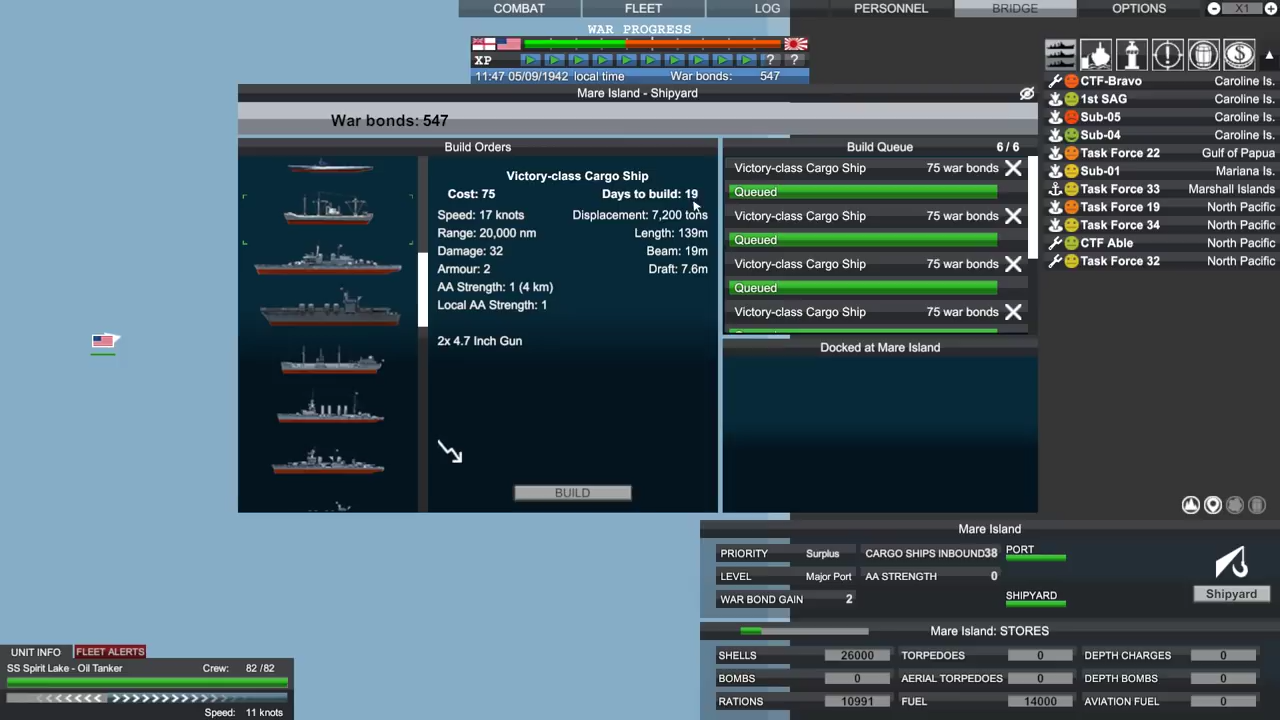 COMBAT FLEET LOG PERSONNEL BRIDGE OPTIONS X1
WAR PROGRESS
XP ? ?
11:47 05/09/1942 local time War bonds: 547
Mare Island - Shipyard
War bonds: 547
Build Orders
Victory-class Cargo Ship
Cost: 75 Days to build: 19
Speed: 17 knots Displacement: 7,200 tons
Range: 20,000 nm Length: 139m
Damage: 32 Beam: 19m
Armour: 2 Draft: 7.6m
AA Strength: 1 (4 km)
Local AA Strength: 1
2x 4.7 Inch Gun
BUILD
Build Queue 6 / 6
Victory-class Cargo Ship 75 war bonds
Queued
Victory-class Cargo Ship 75 war bonds
Queued
Victory-class Cargo Ship 75 war bonds
Queued
Victory-class Cargo Ship 75 war bonds
Docked at Mare Island
CTF-Bravo Caroline Is.
1st SAG Caroline Is.
Sub-05 Caroline Is.
Sub-04 Caroline Is.
Task Force 22 Gulf of Papua
Sub-01 Mariana Is.
Task Force 33 Marshall Islands
Task Force 19 North Pacific
Task Force 34 North Pacific
CTF Able North Pacific
Task Force 32 North Pacific
Mare Island
PRIORITY Surplus CARGO SHIPS INBOUND 38 PORT
LEVEL Major Port AA STRENGTH 0
WAR BOND GAIN 2 SHIPYARD
Shipyard
Mare Island: STORES
SHELLS 26000 TORPEDOES 0 DEPTH CHARGES 0
BOMBS 0 AERIAL TORPEDOES 0 DEPTH BOMBS 0
RATIONS 10991 FUEL 14000 AVIATION FUEL 0
UNIT INFO FLEET ALERTS
SS Spirit Lake - Oil Tanker Crew: 82 /82
Speed: 11 knots